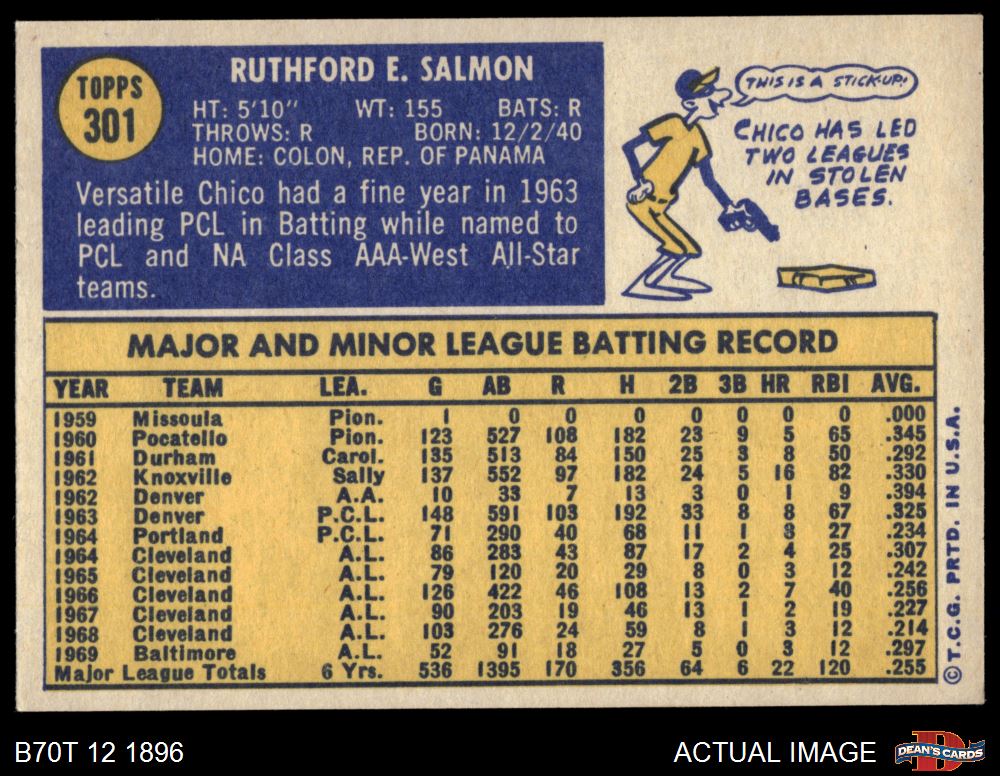 TOPPS
301
RUTHFORD E. SALMON
HT: 5'10" WT: 155 BATS: R
THROWS: R BORN: 12/2/40
HOME: COLON, REP. OF PANAMA
Versatile Chico had a fine year in 1963
leading PCL in Batting while named to
PCL and NA Class AAA-West All-Star
teams.
THIS IS A STICK-UP!
CHICO HAS LED
TWO LEAGUES
IN STOLEN
BASES.
MAJOR AND MINOR LEAGUE BATTING RECORD
YEAR TEAM LEA. G AB R H 2B 3B HR RBI AVG.
1959 Missoula Pion. 1 0 0 0 0 0 0 0 .000
1960 Pocatello Pion. 123 527 108 182 23 9 5 65 .345
1961 Durham Carol. 135 513 84 150 25 3 8 50 .292
1962 Knoxville Sally 137 552 97 182 24 5 16 82 .330
1962 Denver A.A. 10 33 7 13 3 0 1 9 .394
1963 Denver P.C.L. 148 591 103 192 33 8 8 67 .325
1964 Portland P.C.L. 71 290 40 68 11 1 3 27 .234
1964 Cleveland A.L. 86 283 43 87 17 2 4 25 .307
1965 Cleveland A.L. 79 120 20 29 8 0 3 12 .242
1966 Cleveland A.L. 126 422 46 108 13 2 7 40 .256
1967 Cleveland A.L. 90 203 19 46 13 1 2 19 .227
1968 Cleveland A.L. 103 276 24 59 8 1 3 12 .214
1969 Baltimore A.L. 52 91 18 27 5 0 3 12 .297
Major League Totals 6 Yrs. 536 1395 170 356 64 6 22 120 .255
© T.C.G. PRTD. IN U.S.A.
B70T 12 1896
ACTUAL IMAGE
DEAN'S CARDS